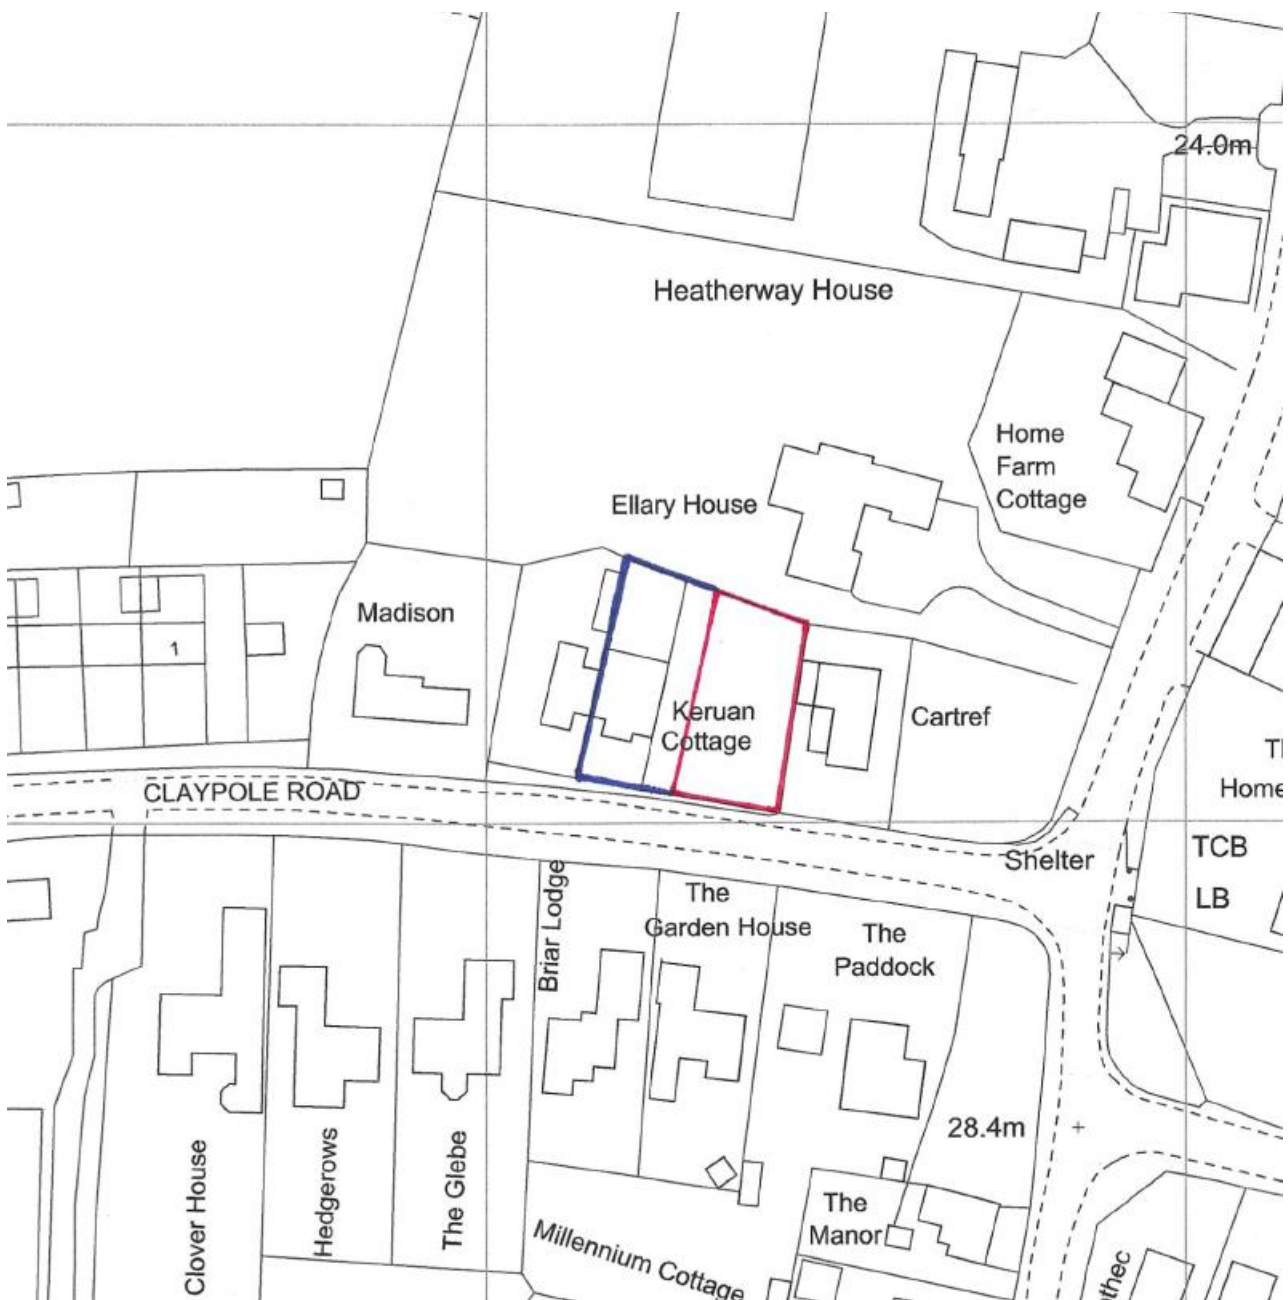 24.0m
Heatherway House
Home
Farm
Cottage
Ellary House
Madison
1
Keruan
Cottage
Cartref
CLAYPOLE ROAD
Home
Shelter
TCB
LB
Briar Lodge
The
Garden House
The
Paddock
28.4m
Clover House
Hedgerows
The Glebe
Millennium Cottage
The
Manor